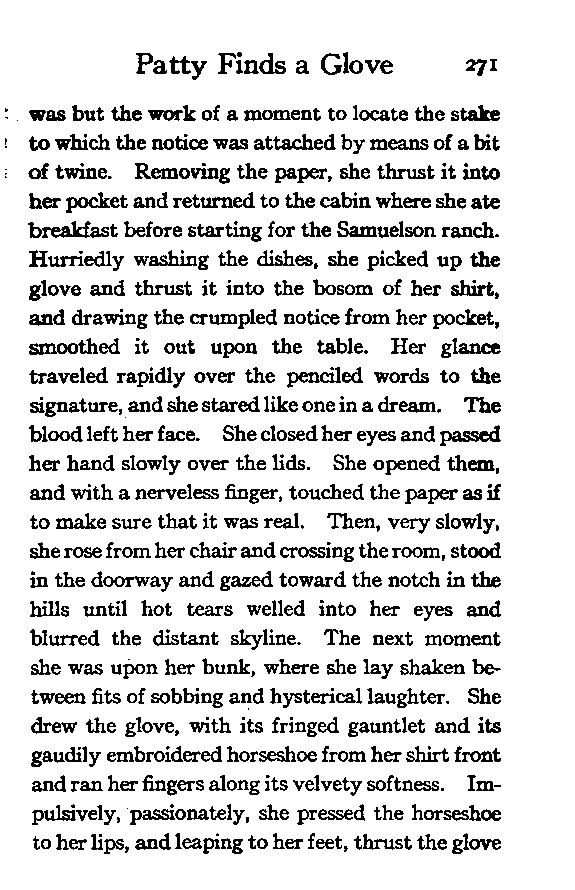 Patty Finds a Glove 271
was but the work of a moment to locate the stake
to which the notice was attached by means of a bit
of twine. Removing the paper, she thrust it into
her pocket and returned to the cabin where she ate
breakfast before starting for the Samuelson ranch.
Hurriedly washing the dishes, she picked up the
glove and thrust it into the bosom of her shirt,
and drawing the crumpled notice from her pocket,
smoothed it out upon the table. Her glance
traveled rapidly over the penciled words to the
signature, and she stared like one in a dream. The
blood left her face. She closed her eyes and passed
her hand slowly over the lids. She opened them,
and with a nerveless finger, touched the paper as if
to make sure that it was real. Then, very slowly,
she rose from her chair and crossing the room, stood
in the doorway and gazed toward the notch in the
hills until hot tears welled into her eyes and
blurred the distant skyline. The next moment
she was upon her bunk, where she lay shaken be-
tween fits of sobbing and hysterical laughter. She
drew the glove, with its fringed gauntlet and its
gaudily embroidered horseshoe from her shirt front
and ran her fingers along its velvety softness. Im-
pulsively, passionately, she pressed the horseshoe
to her lips, and leaping to her feet, thrust the glove